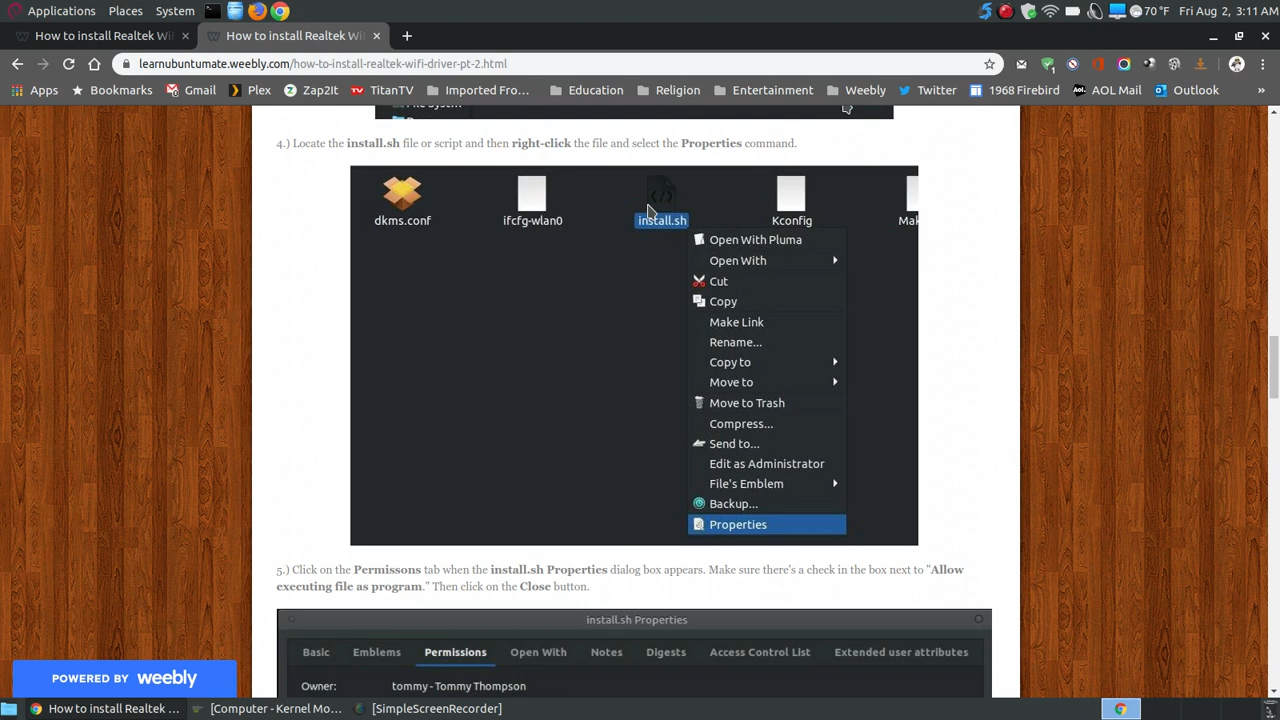 Applications Places System 70 °F Fri Aug 2, 3:11 AM
How to install Realtek Wi How to install Realtek Wi
learnubuntumate.weebly.com/how-to-install-realtek-wifi-driver-pt-2.html
Apps Bookmarks Gmail Plex Zap2It TitanTV Imported Fro... Education Religion Entertainment Weebly Twitter 1968 Firebird AOL Mail Outlook »
4.) Locate the install.sh file or script and then right-click the file and select the Properties command.
dkms.conf ifcfg-wlan0 install.sh Kconfig Mak
Open With Pluma
Open With
Cut
Copy
Make Link
Rename...
Copy to
Move to
Move to Trash
Compress...
Send to...
Edit as Administrator
File's Emblem
Backup...
Properties
5.) Click on the Permissons tab when the install.sh Properties dialog box appears. Make sure there's a check in the box next to "Allow
executing file as program." Then click on the Close button.
install.sh Properties
Basic Emblems Permissions Open With Notes Digests Access Control List Extended user attributes
Owner: tommy - Tommy Thompson
POWERED BY weebly
How to install Realtek ... [Computer - Kernel Mo... [SimpleScreenRecorder]